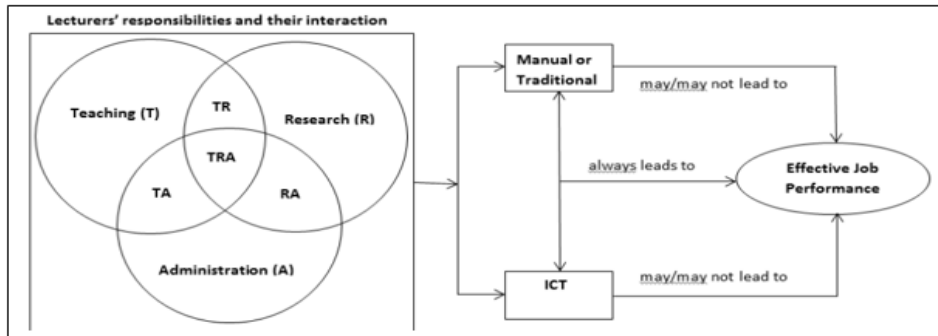 Lecturers’ responsibilities and their interaction
Teaching (T)
TR
Research (R)
TRA
TA
RA
Administration (A)
Manual or
Traditional
may/may not lead to
always leads to
Effective Job
Performance
ICT
may/may not lead to